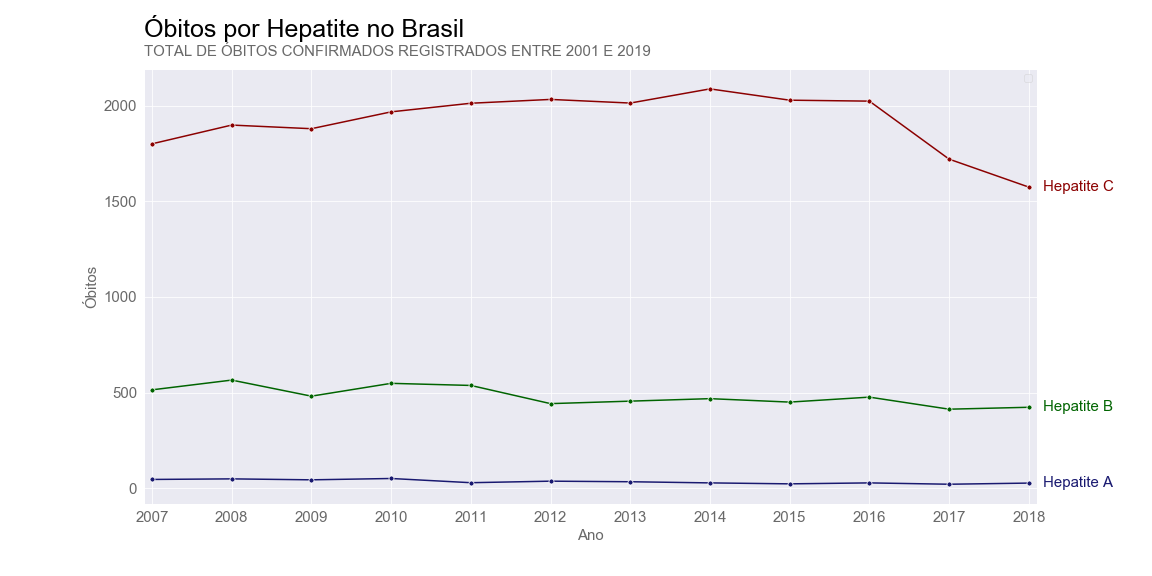 Óbitos por Hepatite no Brasil
TOTAL DE ÓBITOS CONFIRMADOS REGISTRADOS ENTRE 2001 E 2019
2000
1500
1000
500
0
Óbitos
Hepatite C
Hepatite B
Hepatite A
2007 2008 2009 2010 2011 2012 2013 2014 2015 2016 2017 2018
Ano